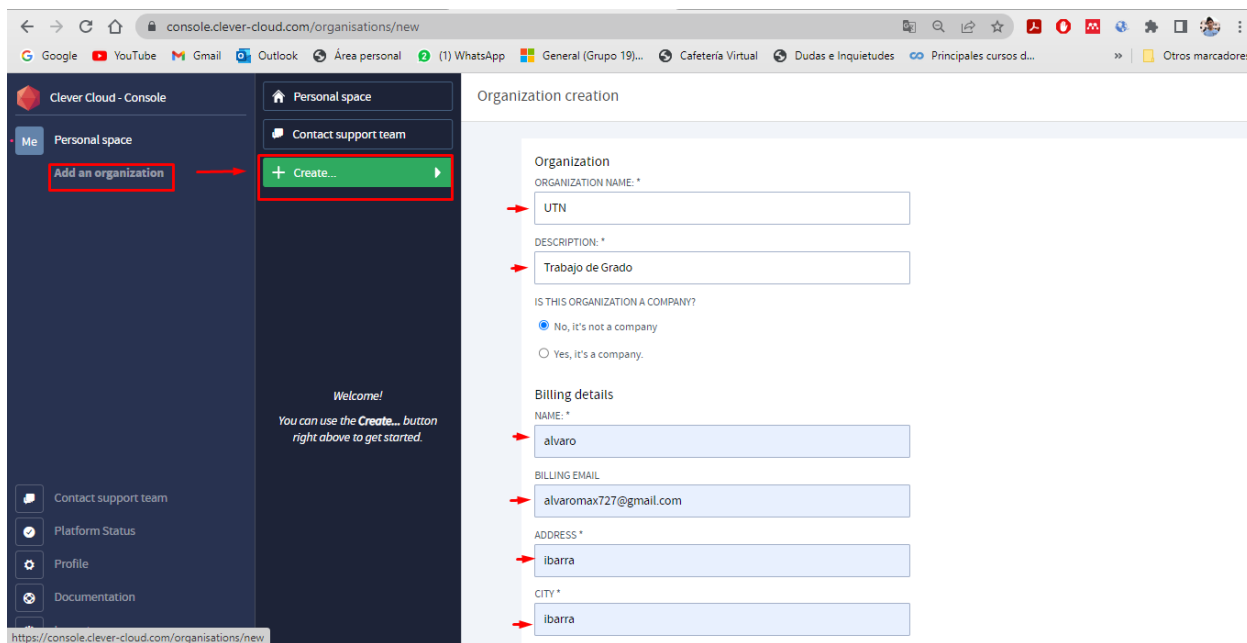 console.clever-cloud.com/organisations/new
Google YouTube Gmail Outlook Área personal 2 (1) WhatsApp General (Grupo 19)... Cafetería Virtual Dudas e Inquietudes Principales cursos d... » Otros marcadores
Clever Cloud - Console
Me Personal space
Add an organization
Contact support team
Platform Status
Profile
Documentation
https://console.clever-cloud.com/organisations/new
Personal space
Contact support team
+ Create...
Welcome!
You can use the Create... button
right above to get started.
Organization creation
Organization
ORGANIZATION NAME: *
UTN
DESCRIPTION: *
Trabajo de Grado
IS THIS ORGANIZATION A COMPANY?
No, it's not a company
Yes, it's a company.
Billing details
NAME: *
alvaro
BILLING EMAIL
alvaromax727@gmail.com
ADDRESS *
ibarra
CITY *
ibarra